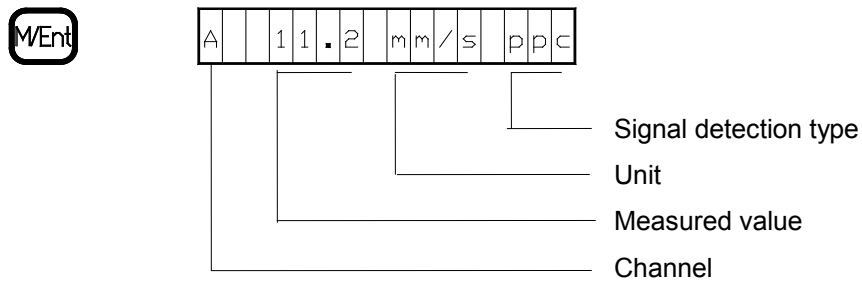 M/Ent
A 11.2 mm/s ppc
Signal detection type
Unit
Measured value
Channel